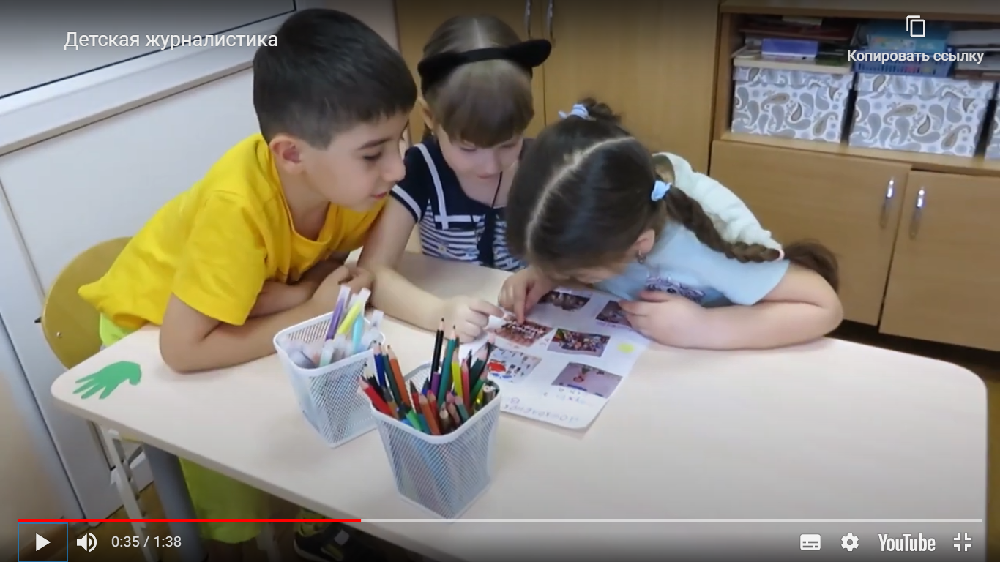 Детская журналистика
Копировать ссылку
0:35 / 1:38
YouTube